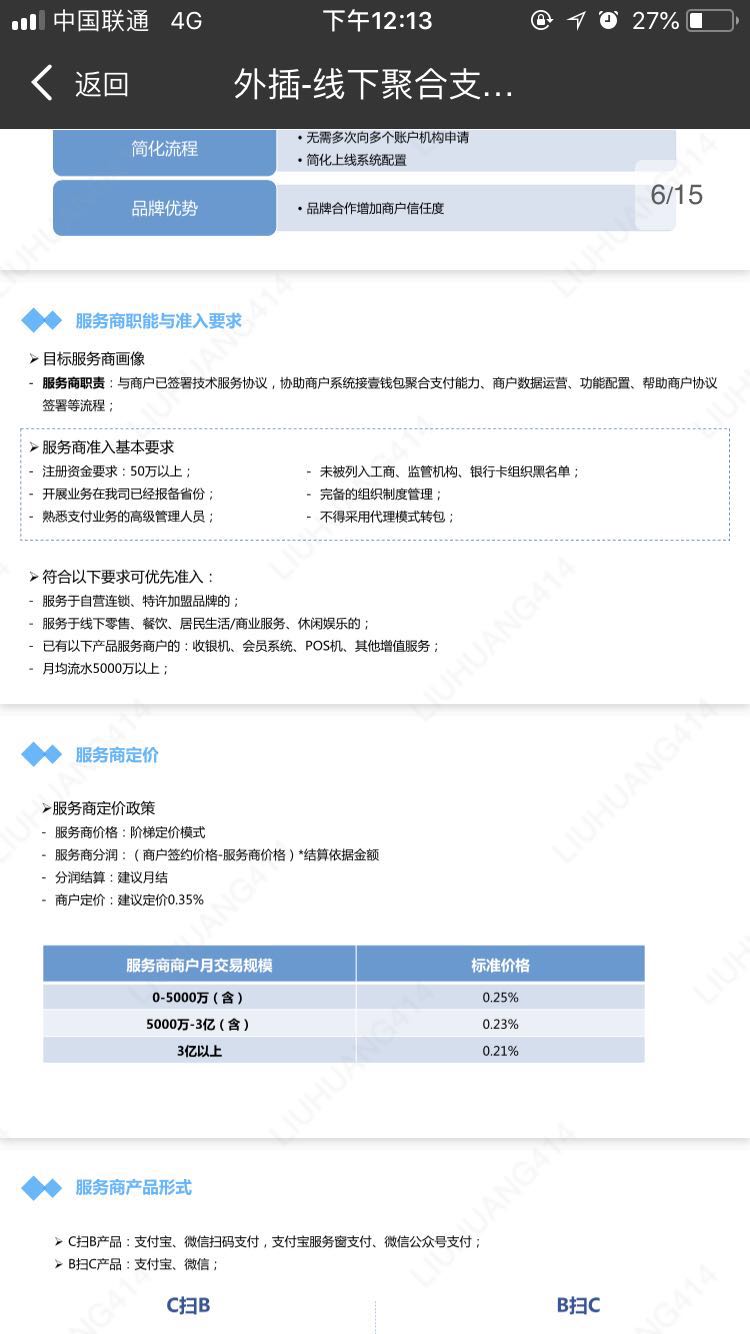 中国联通 4G 下午12:13 27%
返回 外插-线下聚合支...
简化流程
• 无需多次向多个账户机构申请
• 简化上线系统配置
6/15
品牌优势
• 品牌合作增加商户信任度
服务商职能与准入要求
➢ 目标服务商画像
- 服务商职责：与商户已签署技术服务协议，协助商户系统接壹钱包聚合支付能力、商户数据运营、功能配置、帮助商户协议
签署等流程；
➢ 服务商准入基本要求
- 注册资金要求：50万以上；
- 未被列入工商、监管机构、银行卡组织黑名单；
- 开展业务在我司已经报备省份；
- 完备的组织制度管理；
- 熟悉支付业务的高级管理人员；
- 不得采用代理模式转包；
➢ 符合以下要求可优先准入：
- 服务于自营连锁、特许加盟品牌的；
- 服务于线下零售、餐饮、居民生活/商业服务、休闲娱乐的；
- 已有以下产品服务商户的：收银机、会员系统、POS机、其他增值服务；
- 月均流水5000万以上；
服务商定价
➢服务商定价政策
- 服务商价格：阶梯定价模式
- 服务商分润：（商户签约价格-服务商价格）*结算依据金额
- 分润结算：建议月结
- 商户定价：建议定价0.35%
服务商商户月交易规模 标准价格
0-5000万（含） 0.25%
5000万-3亿（含） 0.23%
3亿以上 0.21%
服务商产品形式
➢ C扫B产品：支付宝、微信扫码支付，支付宝服务窗支付、微信公众号支付；
➢ B扫C产品：支付宝、微信；
C扫B B扫C
LIUHUANG414